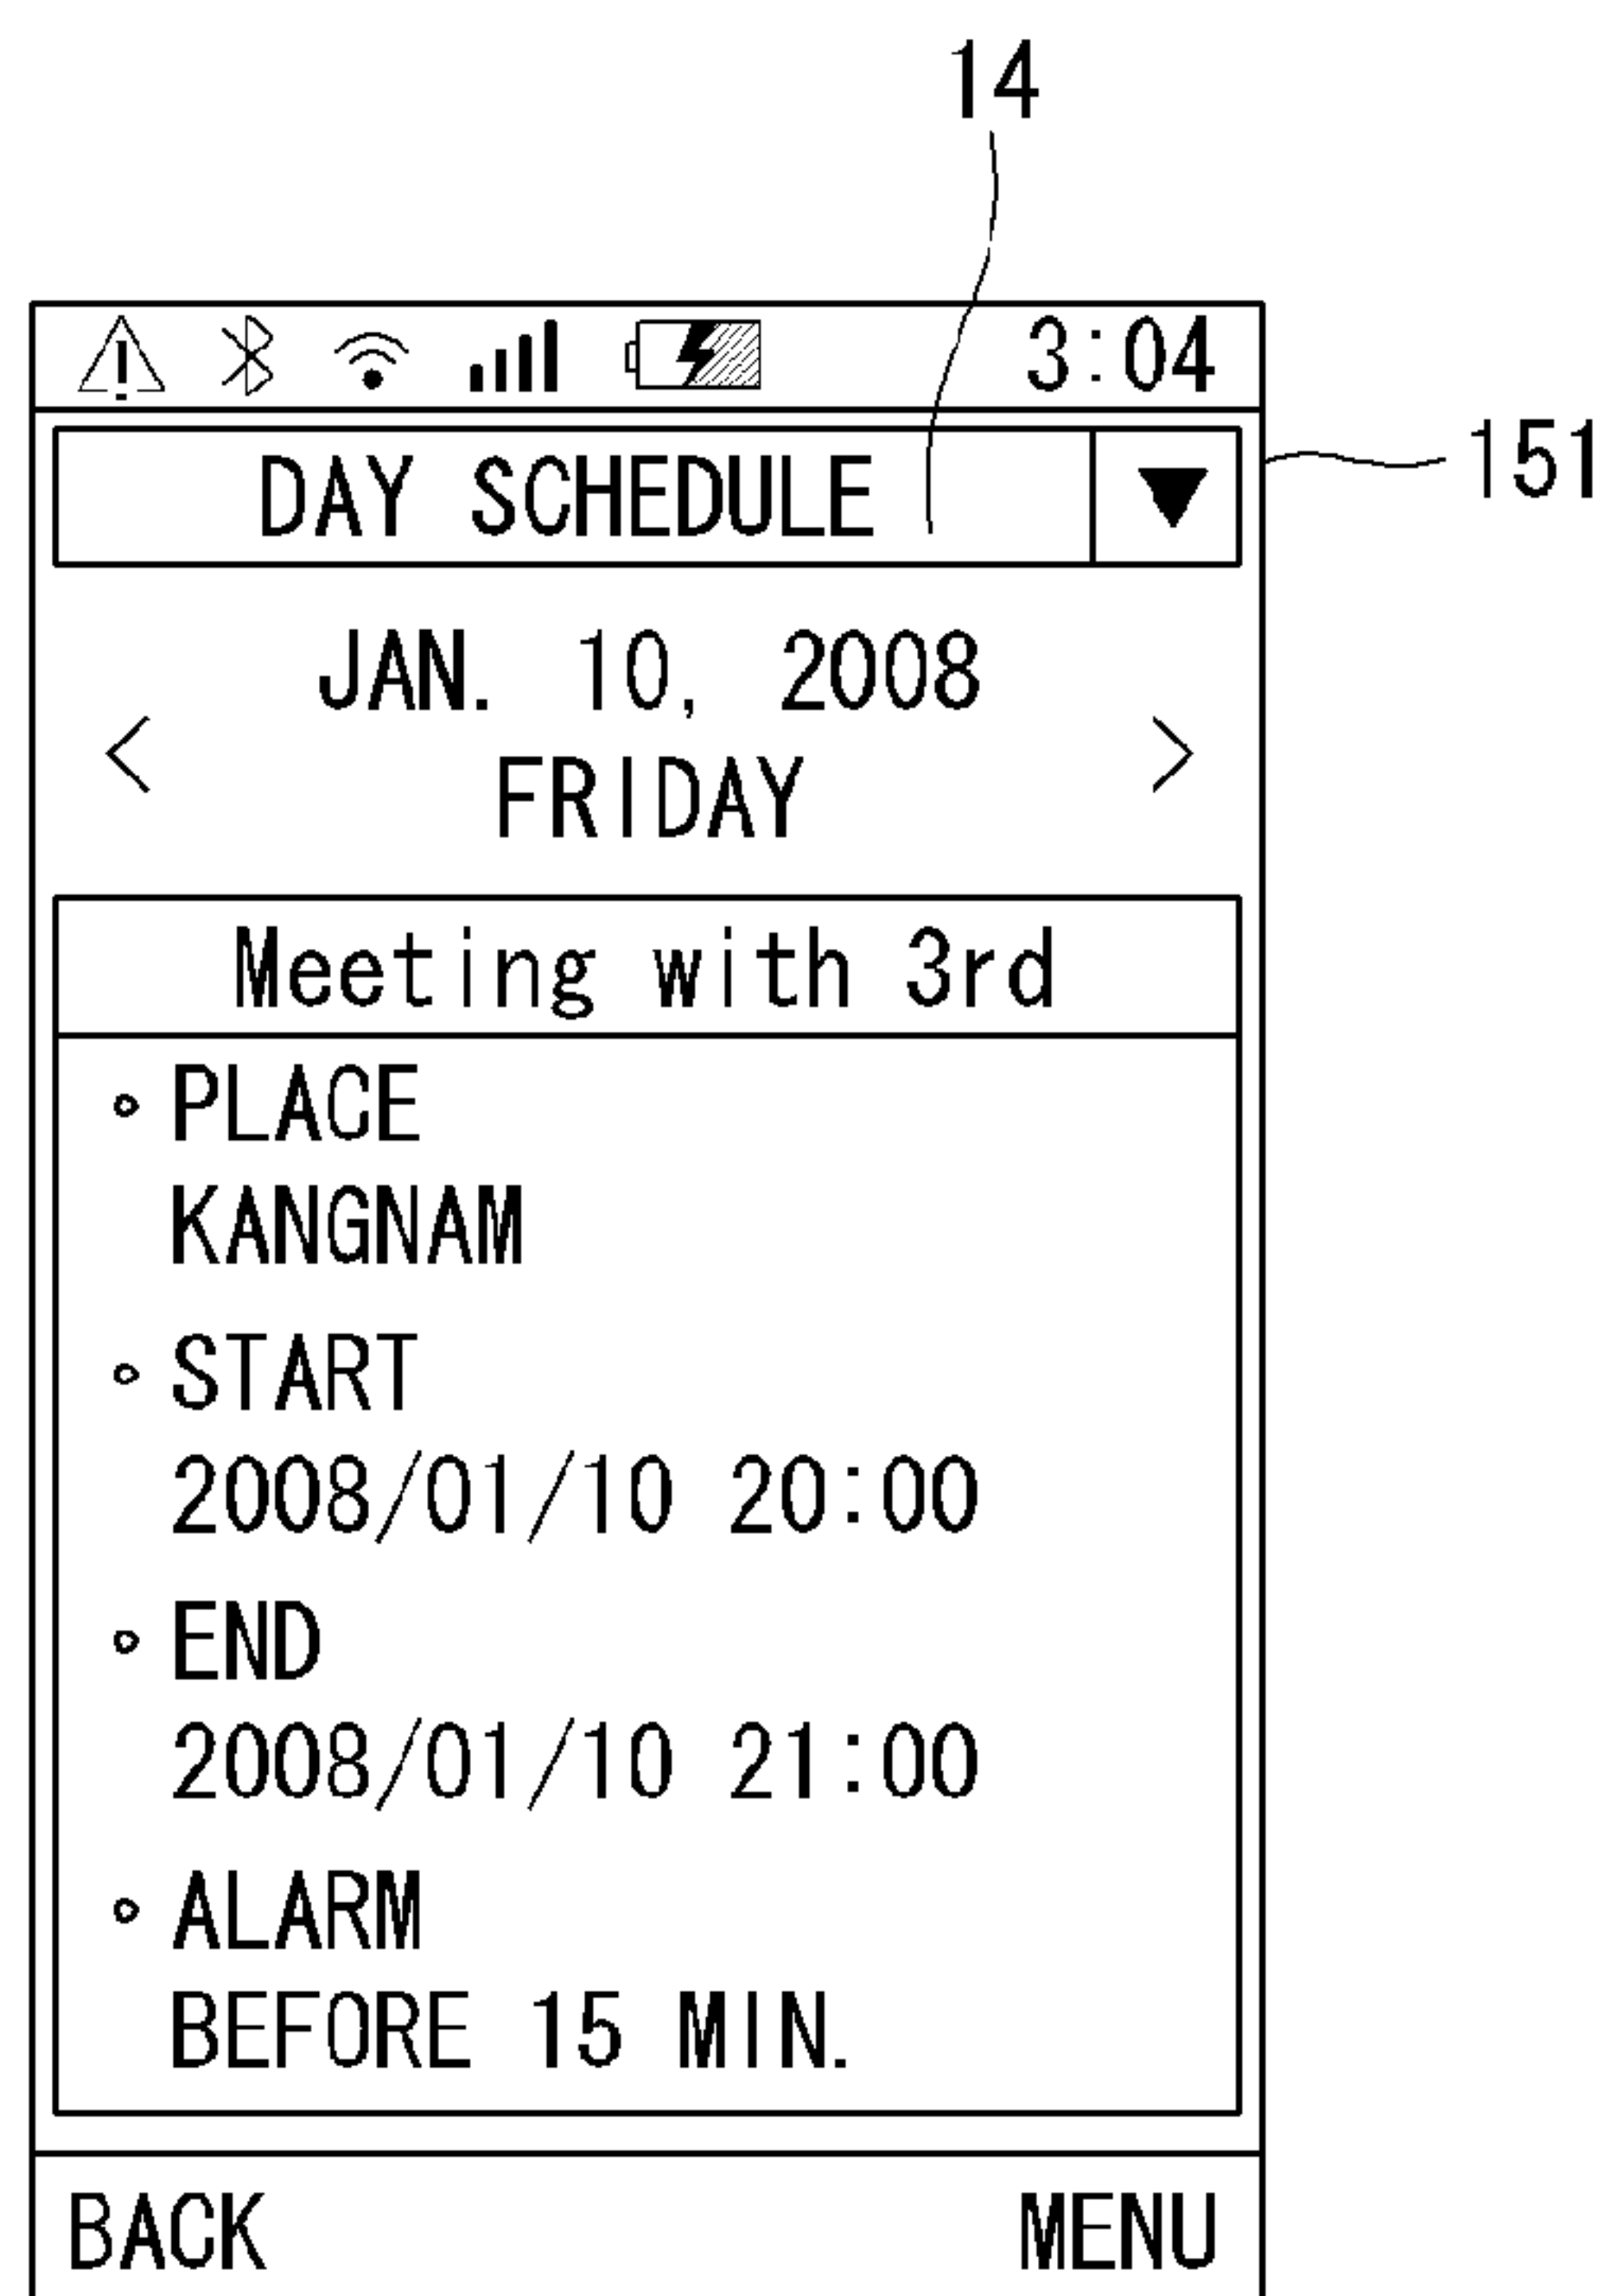 14
3:04
DAY SCHEDULE ▼
151
JAN. 10, 2008
< >
FRIDAY
Meeting with 3rd
∘ PLACE
KANGNAM
∘ START
2008/01/10 20:00
∘ END
2008/01/10 21:00
∘ ALARM
BEFORE 15 MIN.
BACK MENU